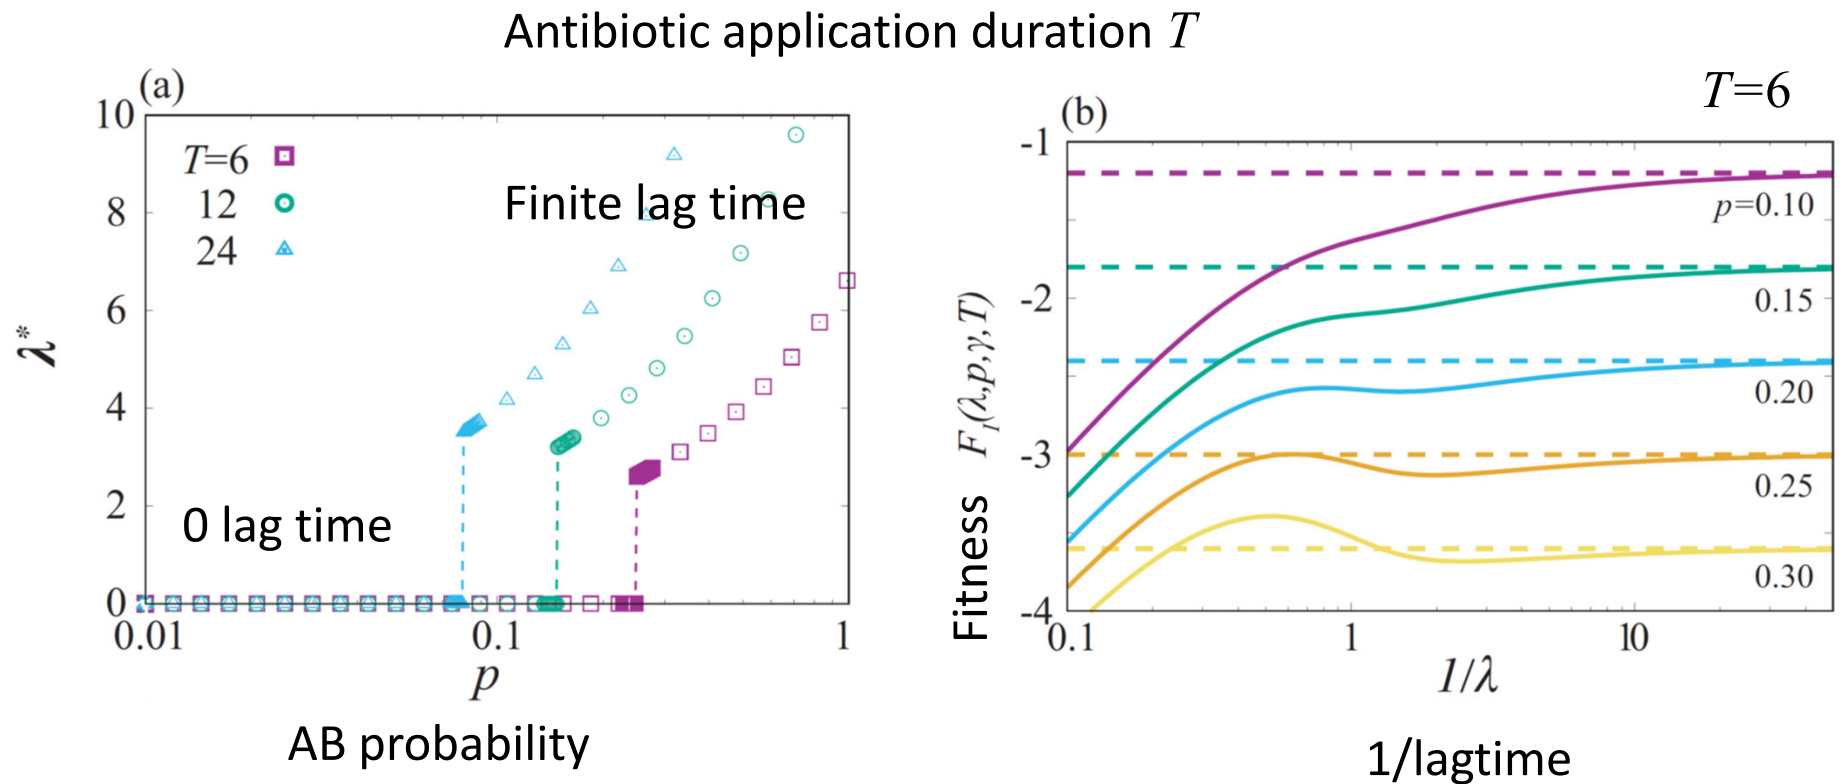 Antibiotic application duration T
(a)
10
8
6
4
2
0
T=6
12
24
Finite lag time
0 lag time
λ*
0.01
0.1
1
p
AB probability
T=6
(b)
-1
-2
-3
-4
p=0.10
0.15
0.20
0.25
0.30
Fitness F_l(λ,p,γ,T)
0.1
1
10
1/λ
1/lagtime